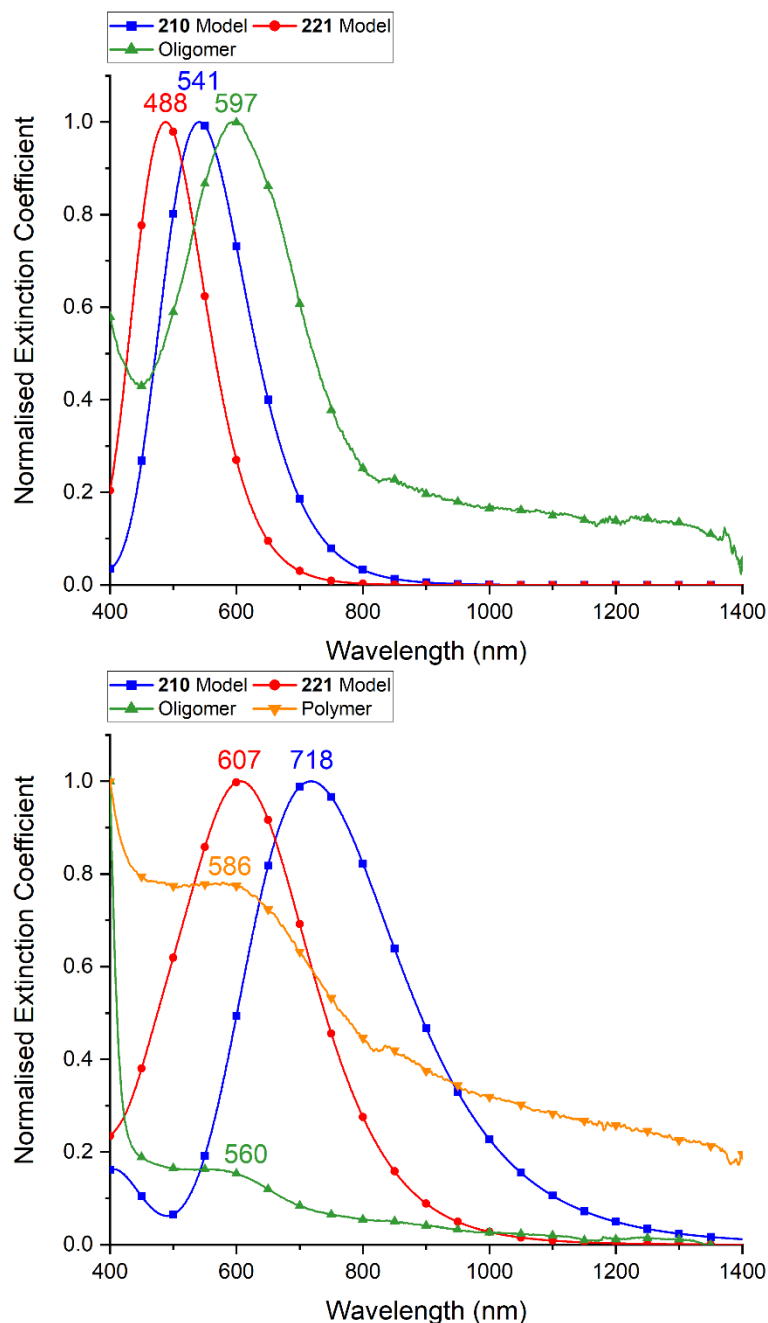 210 Model 221 Model
Oligomer
541
488 597
1.0
0.8
0.6
0.4
0.2
0.0
Normalised Extinction Coefficient
400 600 800 1000 1200 1400
Wavelength (nm)
210 Model 221 Model
Oligomer Polymer
607 718
1.0
586
0.8
0.6
0.4
0.2
560
0.0
Normalised Extinction Coefficient
400 600 800 1000 1200 1400
Wavelength (nm)